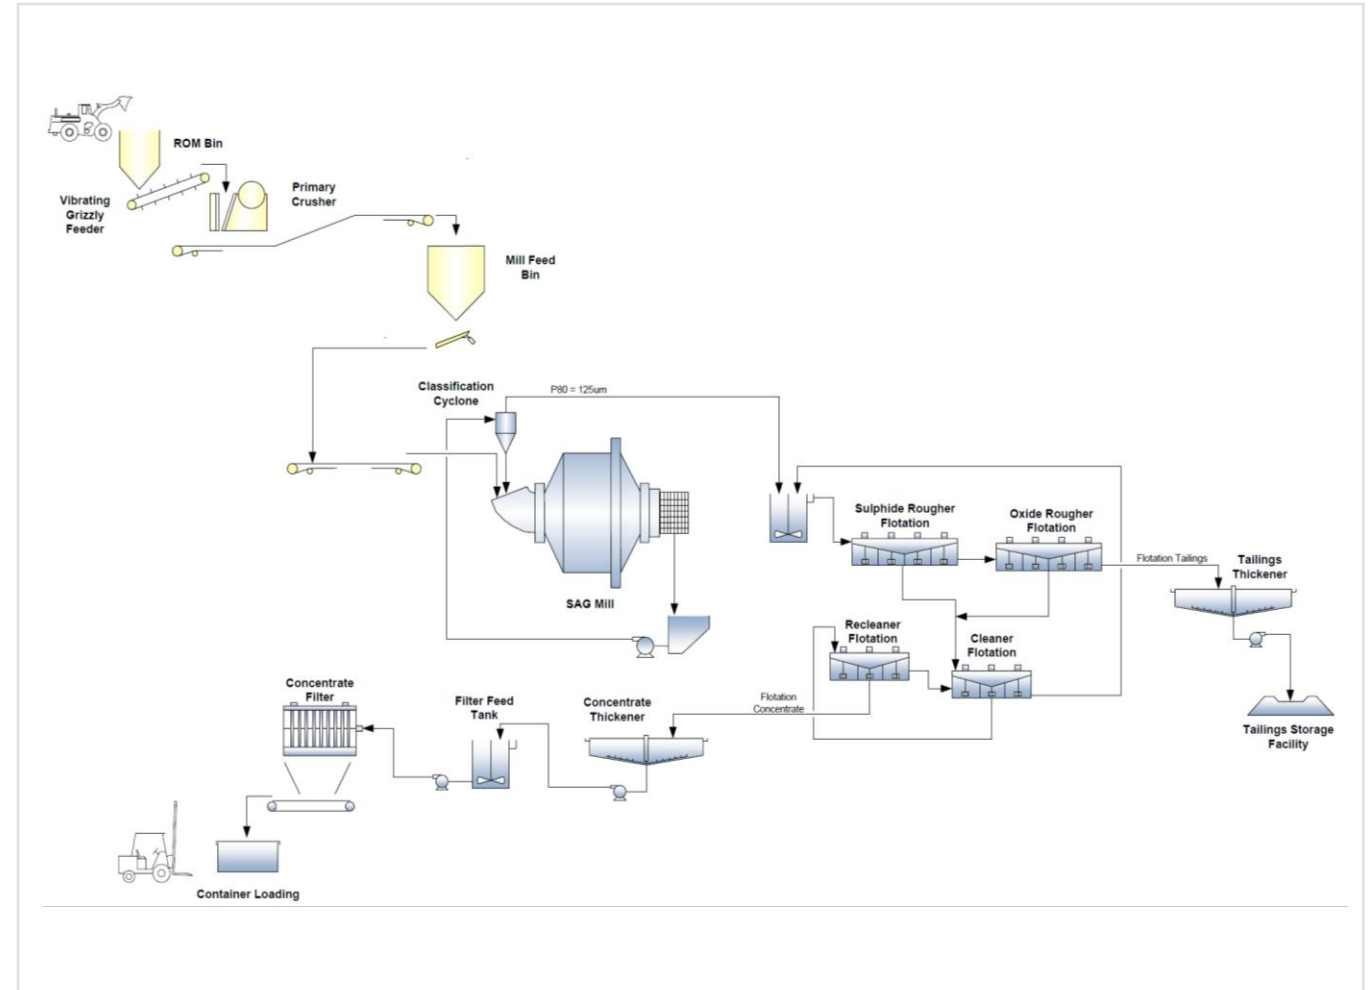 ROM Bin
Vibrating
Grizzly
Feeder
Primary
Crusher
Mill Feed
Bin
Classification
Cyclone
P80 = 125um
SAG Mill
Sulphide Rougher
Flotation
Oxide Rougher
Flotation
Flotation Tailings
Tailings
Thickener
Recleaner
Flotation
Cleaner
Flotation
Tailings Storage
Facility
Flotation
Concentrate
Concentrate
Thickener
Filter Feed
Tank
Concentrate
Filter
Container Loading